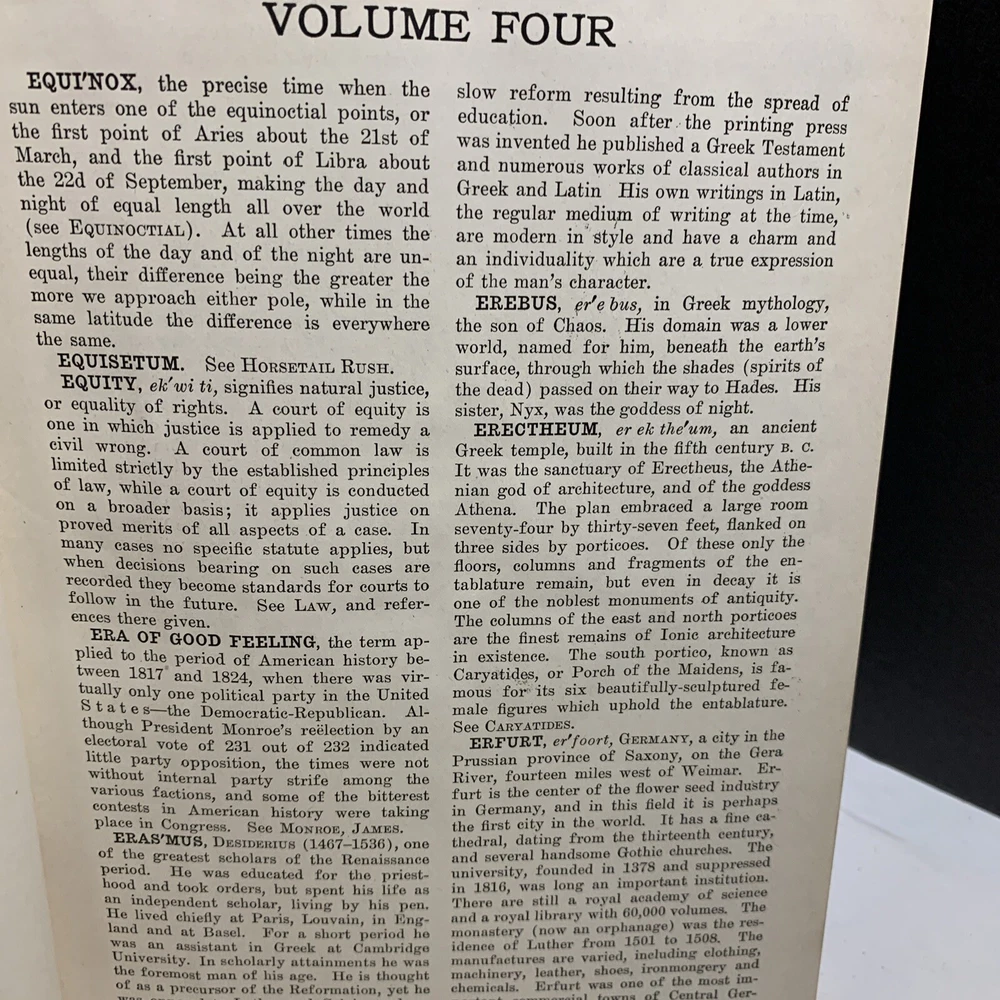 VOLUME FOUR
EQUI'NOX, the precise time when the
sun enters one of the equinoctial points, or
the first point of Aries about the 21st of
March, and the first point of Libra about
the 22d of September, making the day and
night of equal length all over the world
(see EQUINOCTIAL). At all other times the
lengths of the day and of the night are un-
equal, their difference being the greater the
more we approach either pole, while in the
same latitude the difference is everywhere
the same.
EQUISETUM. See HORSETAIL RUSH.
EQUITY, ek'wi ti, signifies natural justice,
or equality of rights. A court of equity is
one in which justice is applied to remedy a
civil wrong. A court of common law is
limited strictly by the established principles
of law, while a court of equity is conducted
on a broader basis; it applies justice on
proved merits of all aspects of a case. In
many cases no specific statute applies, but
when decisions bearing on such cases are
recorded they become standards for courts to
follow in the future. See LAW, and refer-
ences there given.
ERA OF GOOD FEELING, the term ap-
plied to the period of American history be-
tween 1817 and 1824, when there was vir-
tually only one political party in the United
States—the Democratic-Republican. Al-
though President Monroe's reëlection by an
electoral vote of 231 out of 232 indicated
little party opposition, the times were not
without internal party strife among the
various factions, and some of the bitterest
contests in American history were taking
place in Congress. See MONROE, JAMES.
ERAS'MUS, DESIDERIUS (1467–1536), one
of the greatest scholars of the Renaissance
period. He was educated for the priest-
hood and took orders, but spent his life as
an independent scholar, living by his pen.
He lived chiefly at Paris, Louvain, in Eng-
land and at Basel. For a short period he
was an assistant in Greek at Cambridge
University. In scholarly attainments he was
the foremost man of his age. He is thought
of as a precursor of the Reformation, yet he
slow reform resulting from the spread of
education. Soon after the printing press
was invented he published a Greek Testament
and numerous works of classical authors in
Greek and Latin His own writings in Latin,
the regular medium of writing at the time,
are modern in style and have a charm and
an individuality which are a true expression
of the man's character.
EREBUS, er'e bus, in Greek mythology,
the son of Chaos. His domain was a lower
world, named for him, beneath the earth's
surface, through which the shades (spirits of
the dead) passed on their way to Hades. His
sister, Nyx, was the goddess of night.
ERECTHEUM, er ek the'um, an ancient
Greek temple, built in the fifth century B. C.
It was the sanctuary of Erectheus, the Athe-
nian god of architecture, and of the goddess
Athena. The plan embraced a large room
seventy-four by thirty-seven feet, flanked on
three sides by porticoes. Of these only the
floors, columns and fragments of the en-
tablature remain, but even in decay it is
one of the noblest monuments of antiquity.
The columns of the east and north porticoes
are the finest remains of Ionic architecture
in existence. The south portico, known as
Caryatides, or Porch of the Maidens, is fa-
mous for its six beautifully-sculptured fe-
male figures which uphold the entablature.
See CARYATIDES.
ERFURT, er'foort, GERMANY, a city in the
Prussian province of Saxony, on the Gera
River, fourteen miles west of Weimar. Er-
furt is the center of the flower seed industry
in Germany, and in this field it is perhaps
the first city in the world. It has a fine ca-
thedral, dating from the thirteenth century,
and several handsome Gothic churches. The
university, founded in 1378 and suppressed
in 1816, was long an important institution.
There are still a royal academy of science
and a royal library with 60,000 volumes. The
monastery (now an orphanage) was the res-
idence of Luther from 1501 to 1508. The
manufactures are varied, including clothing,
machinery, leather, shoes, ironmongery and
chemicals. Erfurt was one of the most im-
commercial towns of Central Ger-